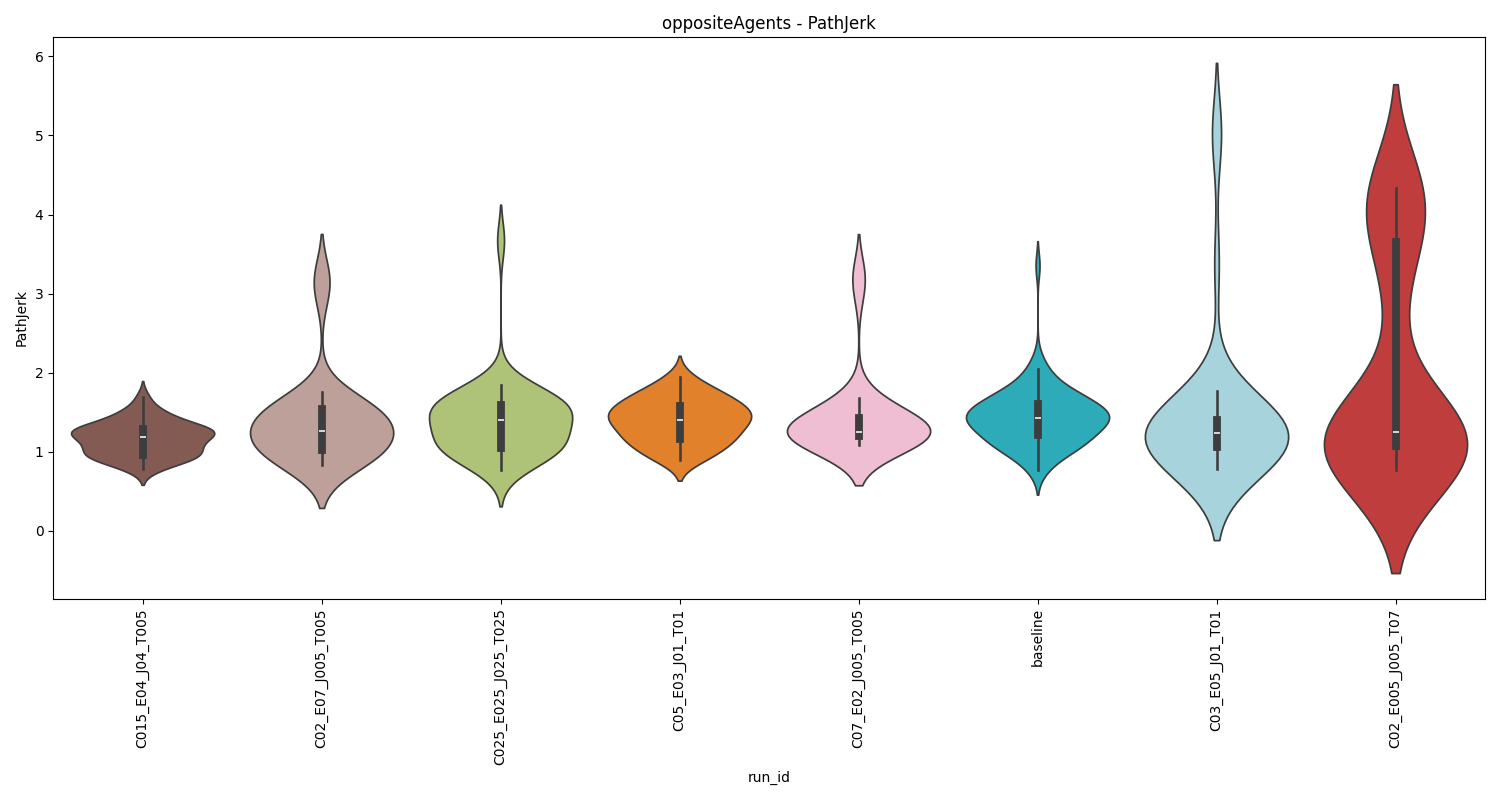 oppositeAgents - PathJerk
PathJerk
6
5
4
3
2
1
0
C015_E04_J04_T005
C02_E07_J005_T005
C025_E025_J025_T025
C05_E03_J01_T01
C07_E02_J005_T005
baseline
C03_E05_J01_T01
C02_E005_J005_T07
run_id